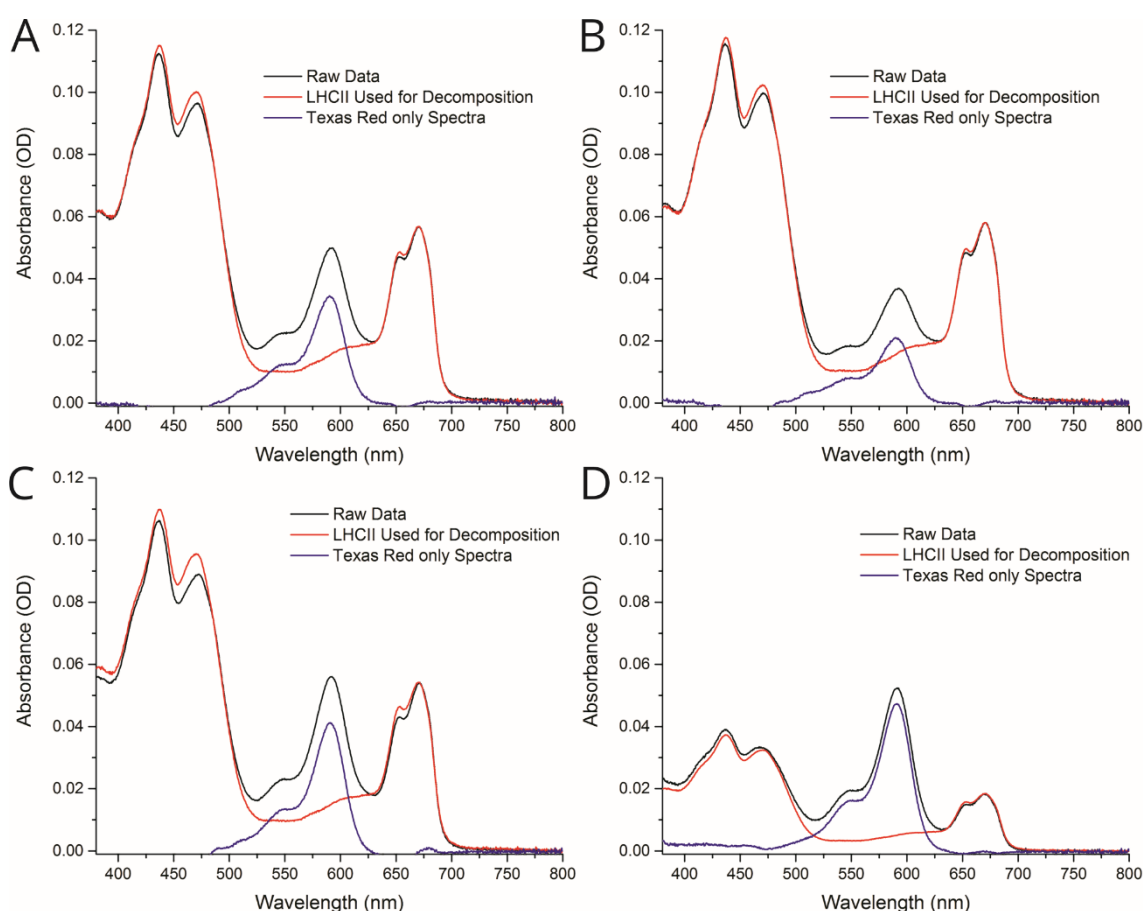 A
0.12
0.10
0.08
0.06
0.04
0.02
0.00
Absorbance (OD)
Raw Data
LHCII Used for Decomposition
Texas Red only Spectra
400 450 500 550 600 650 700 750 800
Wavelength (nm)
B
0.12
0.10
0.08
0.06
0.04
0.02
0.00
Absorbance (OD)
Raw Data
LHCII Used for Decomposition
Texas Red only Spectra
400 450 500 550 600 650 700 750 800
Wavelength (nm)
C
0.12
0.10
0.08
0.06
0.04
0.02
0.00
Absorbance (OD)
Raw Data
LHCII Used for Decomposition
Texas Red only Spectra
400 450 500 550 600 650 700 750 800
Wavelength (nm)
D
0.12
0.10
0.08
0.06
0.04
0.02
0.00
Absorbance (OD)
Raw Data
LHCII Used for Decomposition
Texas Red only Spectra
400 450 500 550 600 650 700 750 800
Wavelength (nm)